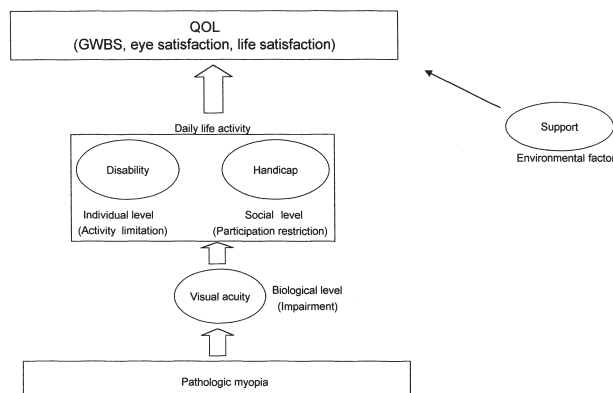 QOL
(GWBS, eye satisfaction, life satisfaction)
Daily life activity
Support
Environmental factor
Disability
Handicap
Individual level
(Activity limitation)
Social level
(Participation restriction)
Visual acuity
Biological level
(Impairment)
Pathologic myopia